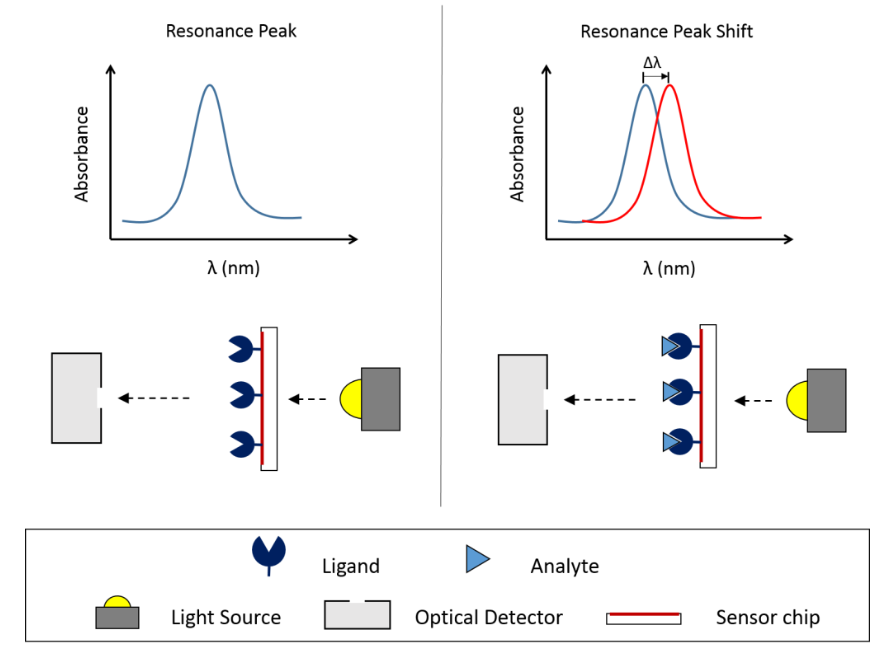 Resonance Peak
Absorbance
λ (nm)
Resonance Peak Shift
Δλ
Absorbance
λ (nm)
Ligand
Analyte
Light Source
Optical Detector
Sensor chip